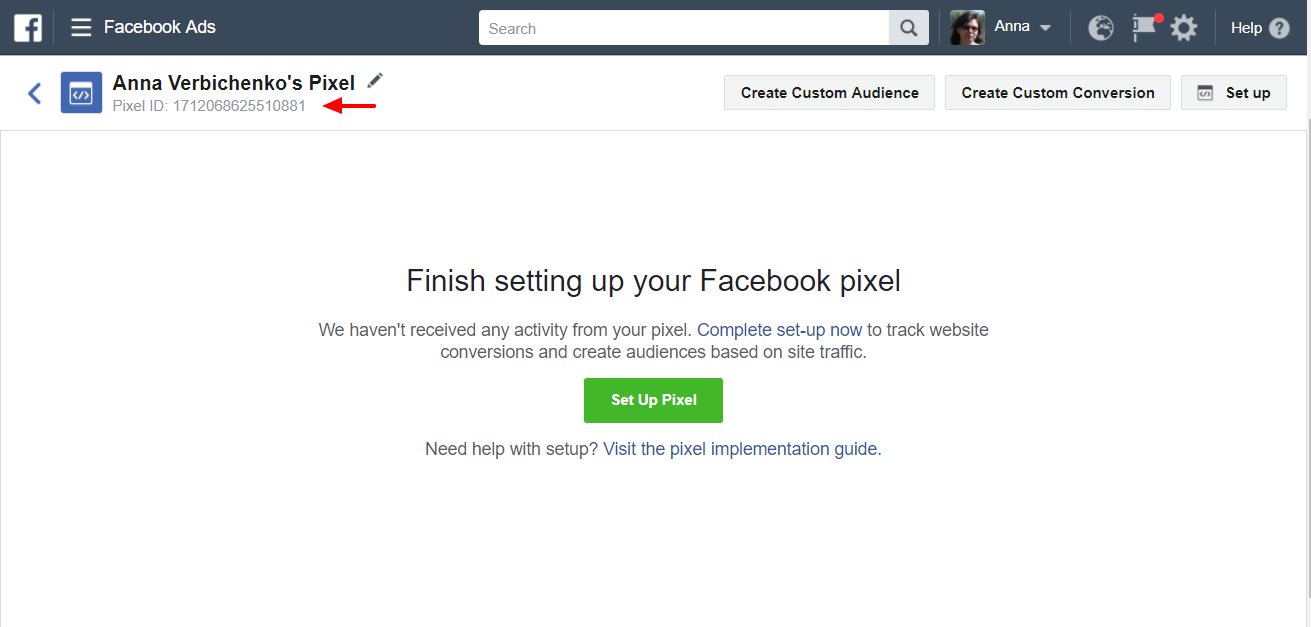 Facebook Ads
Search
Anna
Help
Anna Verbichenko's Pixel
Pixel ID: 1712068625510881
Create Custom Audience
Create Custom Conversion
Set up
Finish setting up your Facebook pixel
We haven't received any activity from your pixel. Complete set-up now to track website
conversions and create audiences based on site traffic.
Set Up Pixel
Need help with setup? Visit the pixel implementation guide.